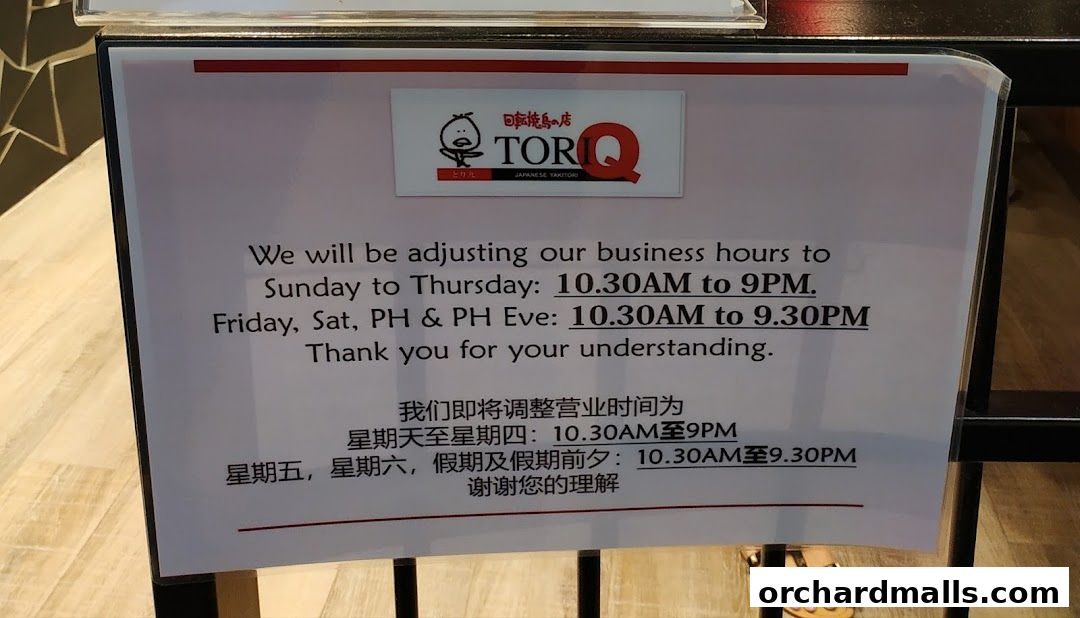 回転焼鳥の店
TORIQ
とり九 JAPANESE YAKITORI
We will be adjusting our business hours to
Sunday to Thursday: 10.30AM to 9PM.
Friday, Sat, PH & PH Eve: 10.30AM to 9.30PM
Thank you for your understanding.
我们即将调整营业时间为
星期天至星期四：10.30AM至9PM
星期五，星期六，假期及假期前夕：10.30AM至9.30PM
谢谢您的理解
orchardmalls.com